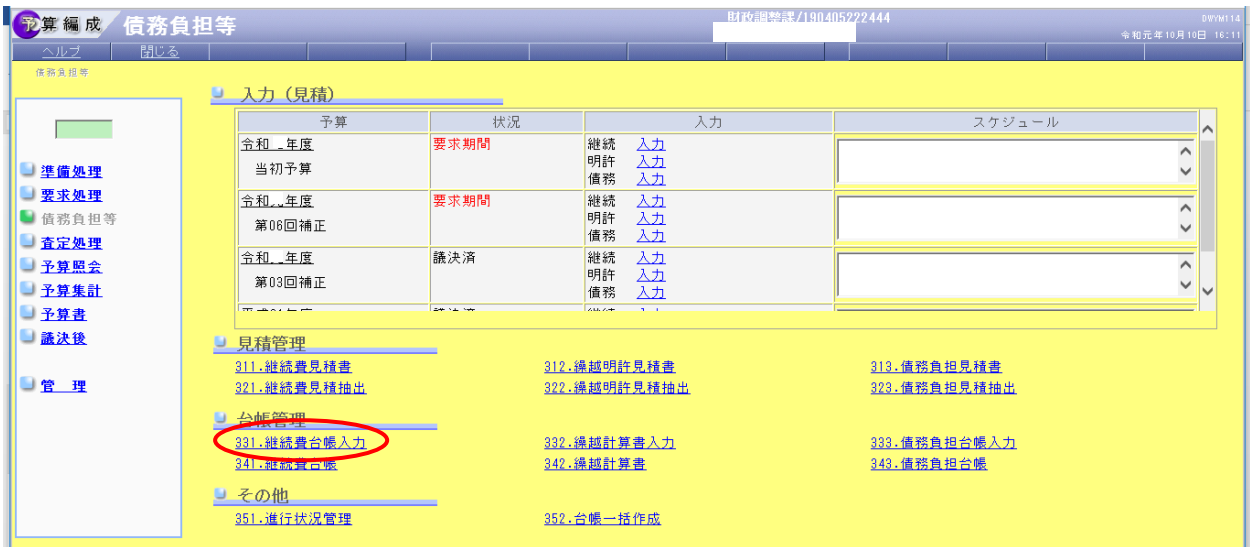 予算編成 債務負担等
財政調整課/190405222444
DWYM114
令和元年10月10日 16:11
ヘルプ 閉じる
債務負担等
準備処理
要求処理
債務負担等
査定処理
予算照会
予算集計
予算書
議決後
管 理
入力（見積）
予算 状況 入力 スケジュール
令和 年度 要求期間 継続 入力
明許 入力
当初予算
債務 入力
令和 年度 要求期間 継続 入力
明許 入力
第06回補正
債務 入力
令和 年度 議決済 継続 入力
明許 入力
第03回補正
債務 入力
見積管理
311.継続費見積書 312.繰越明許見積書 313.債務負担見積書
321.継続費見積抽出 322.繰越明許見積抽出 323.債務負担見積抽出
台帳管理
331.継続費台帳入力 332.繰越計算書入力 333.債務負担台帳入力
341.継続費台帳 342.繰越計算書 343.債務負担台帳
その他
351.進行状況管理 352.台帳一括作成